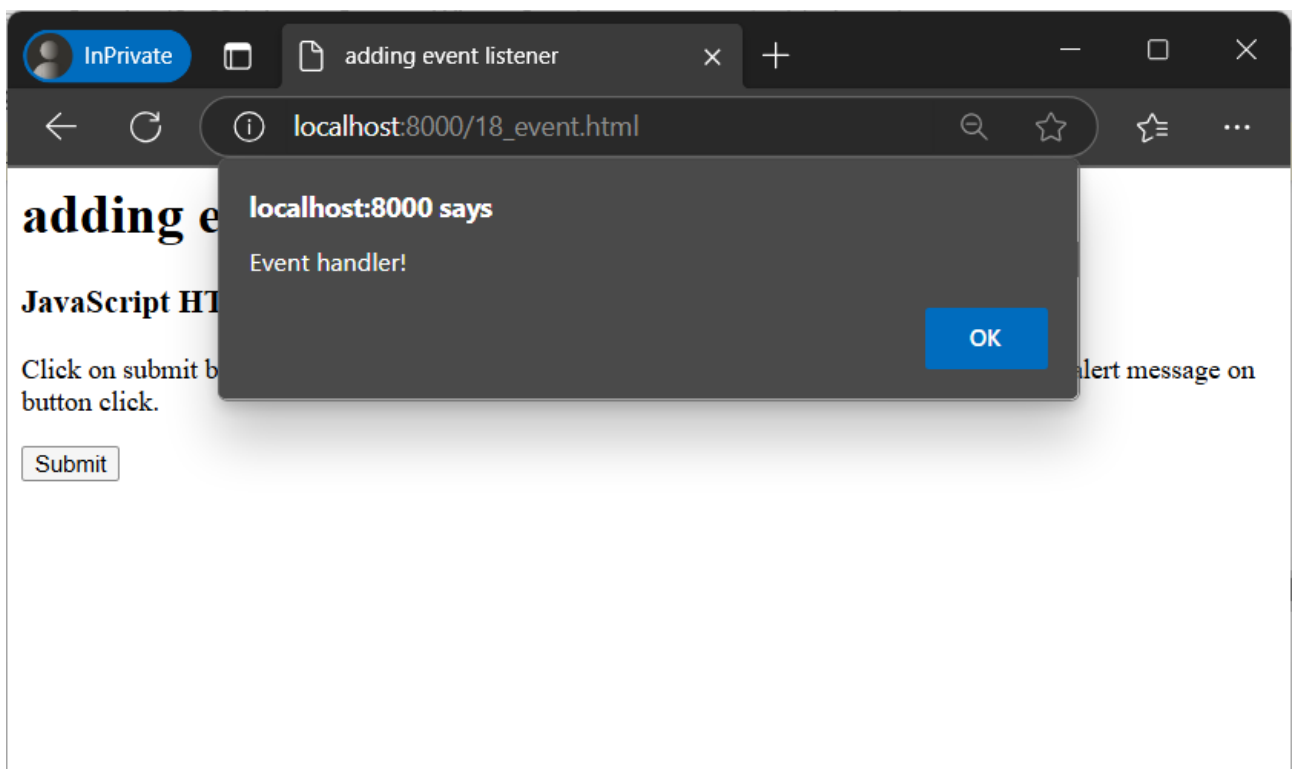 InPrivate
adding event listener
localhost:8000/18_event.html
adding e
localhost:8000 says
Event handler!
JavaScript HT
OK
Click on submit b
alert message on
button click.
Submit